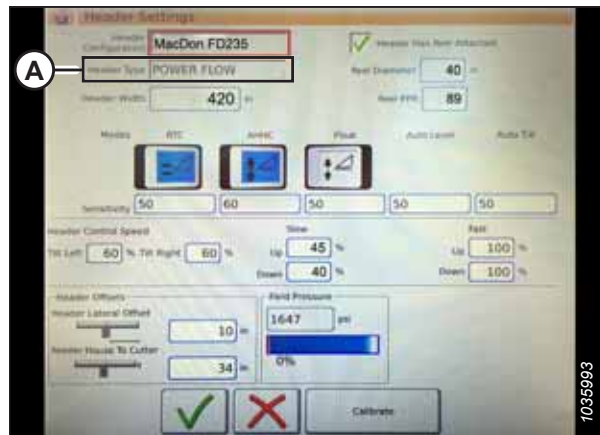 Header Settings
Header Configuration MacDon FD235
Header Has Reel Attached
A
Header Type POWER FLOW
Reel Diameter 40 in
Header Width 420 in
Reel PPR 89
Modes RTC AHHC Float Auto Level Auto Tilt
Sensitivity 50 60 50 50 50
Header Control Speed
Slow Fast
Tilt Left 60 % Tilt Right 60 % Up 45 % Up 100 %
Down 40 % Down 100 %
Header Offsets
Field Pressure
Header Lateral Offset
1647 psi
10 in
Feeder House To Cutter
0%
34 in
Calibrate
1035993